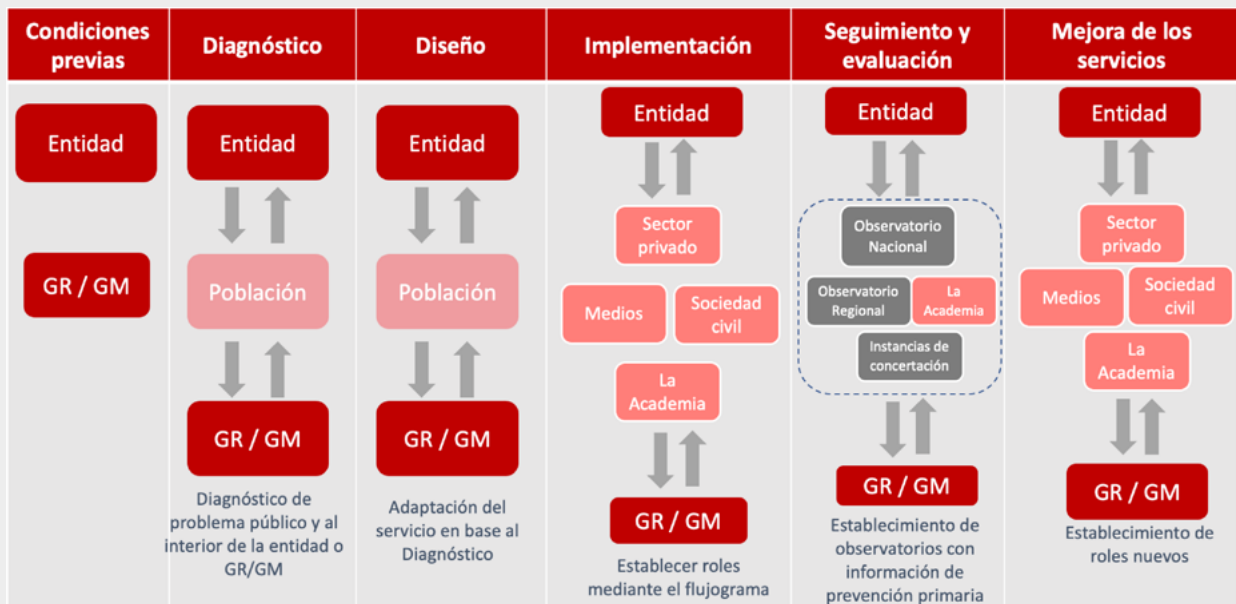 Condiciones
previas
Diagnóstico
Diseño
Implementación
Seguimiento y
evaluación
Mejora de los
servicios
Entidad
GR / GM
Entidad
Población
GR / GM
Diagnóstico de
problema público y al
interior de la entidad o
GR/GM
Entidad
Población
GR / GM
Adaptación del
servicio en base al
Diagnóstico
Entidad
Sector
privado
Medios
Sociedad
civil
La
Academia
GR / GM
Establecer roles
mediante el flujograma
Entidad
Observatorio
Nacional
Observatorio
Regional
La
Academia
Instancias de
concertación
GR / GM
Establecimiento de
observatorios con
información de
prevención primaria
Entidad
Sector
privado
Medios
Sociedad
civil
La
Academia
GR / GM
Establecimiento de
roles nuevos